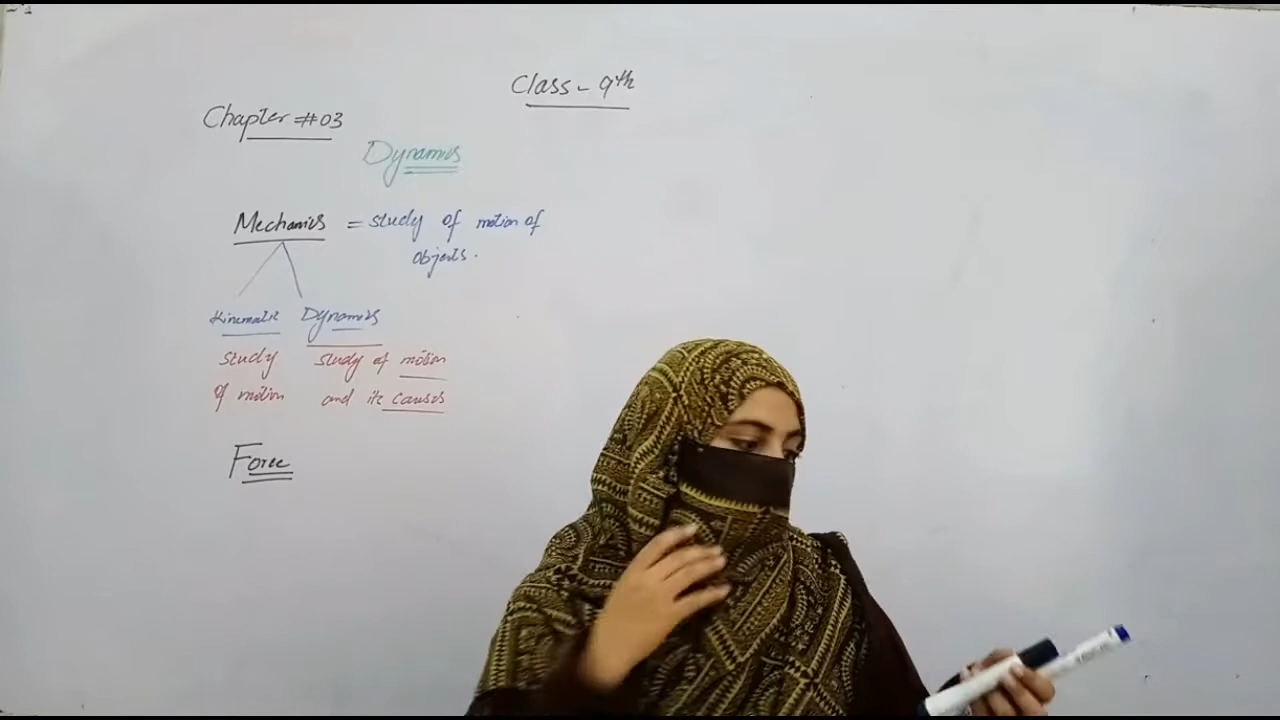 Class - 9th
Chapter #03
Dynamics
Mechanics = study of motion of
objects.
Kinematic Dynamics
study study of motion
of motion and its causes
Force